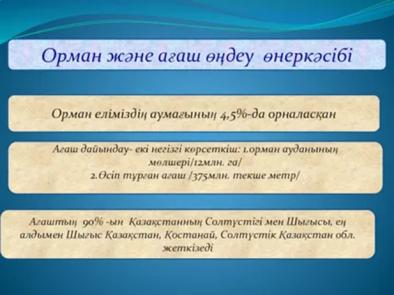 Орман және ағаш өңдеу өнеркәсібі
Орман еліміздің аумағының 4,5%-да орналасқан
Ағаш дайындау- екі негізгі көрсеткіш: 1.орман ауданының
мөлшері/12млн. га/
2.Өсіп тұрған ағаш /375млн. текше метр/
Ағаштың 90% -ын Қазақстанның Солтүстігі мен Шығысы, ең
алдымен Шығыс Қазақстан, Қостанай, Солтүстік Қазақстан обл.
жеткізеді